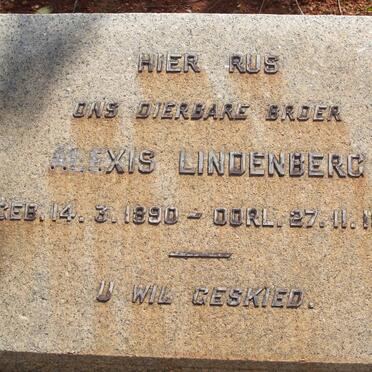 HIER RUS
ONS DIERBARE BROER
ALEXIS LINDENBERG
GEB. 14. 3. 1890 - OORL. 27. 11.
U WIL GESKIED.